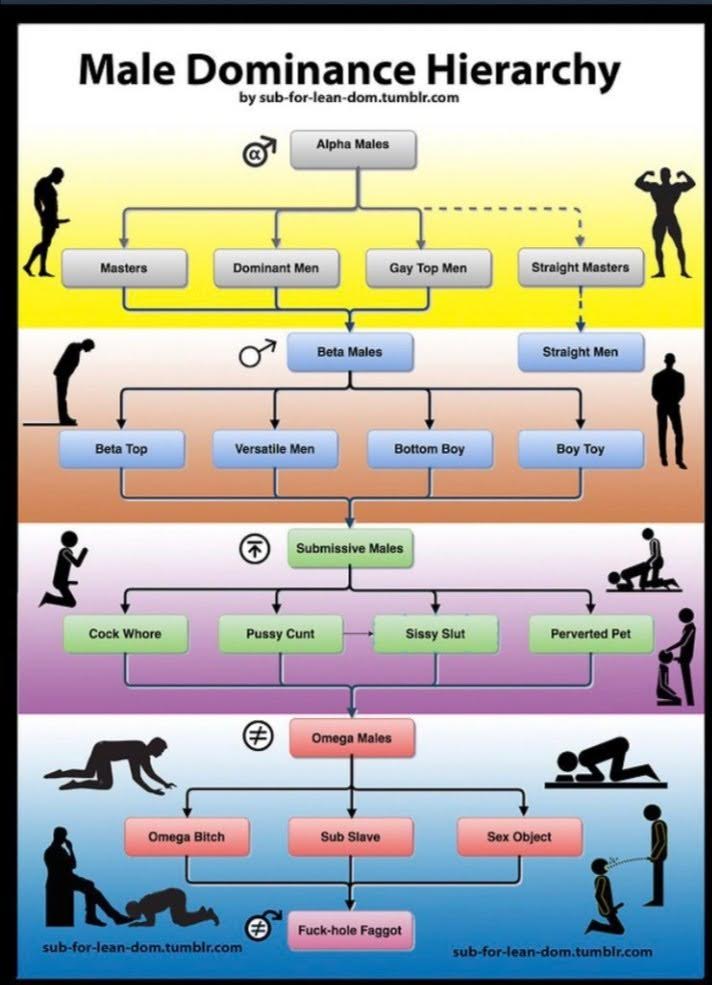 Male Dominance Hierarchy
by sub-for-lean-dom.tumblr.com
α
Alpha Males
Masters
Dominant Men
Gay Top Men
Straight Masters
Beta Males
Straight Men
Beta Top
Versatile Men
Bottom Boy
Boy Toy
Submissive Males
Cock Whore
Pussy Cunt
Sissy Slut
Perverted Pet
≠
Omega Males
Omega Bitch
Sub Slave
Sex Object
≠
Fuck-hole Faggot
sub-for-lean-dom.tumblr.com
sub-for-lean-dom.tumblr.com